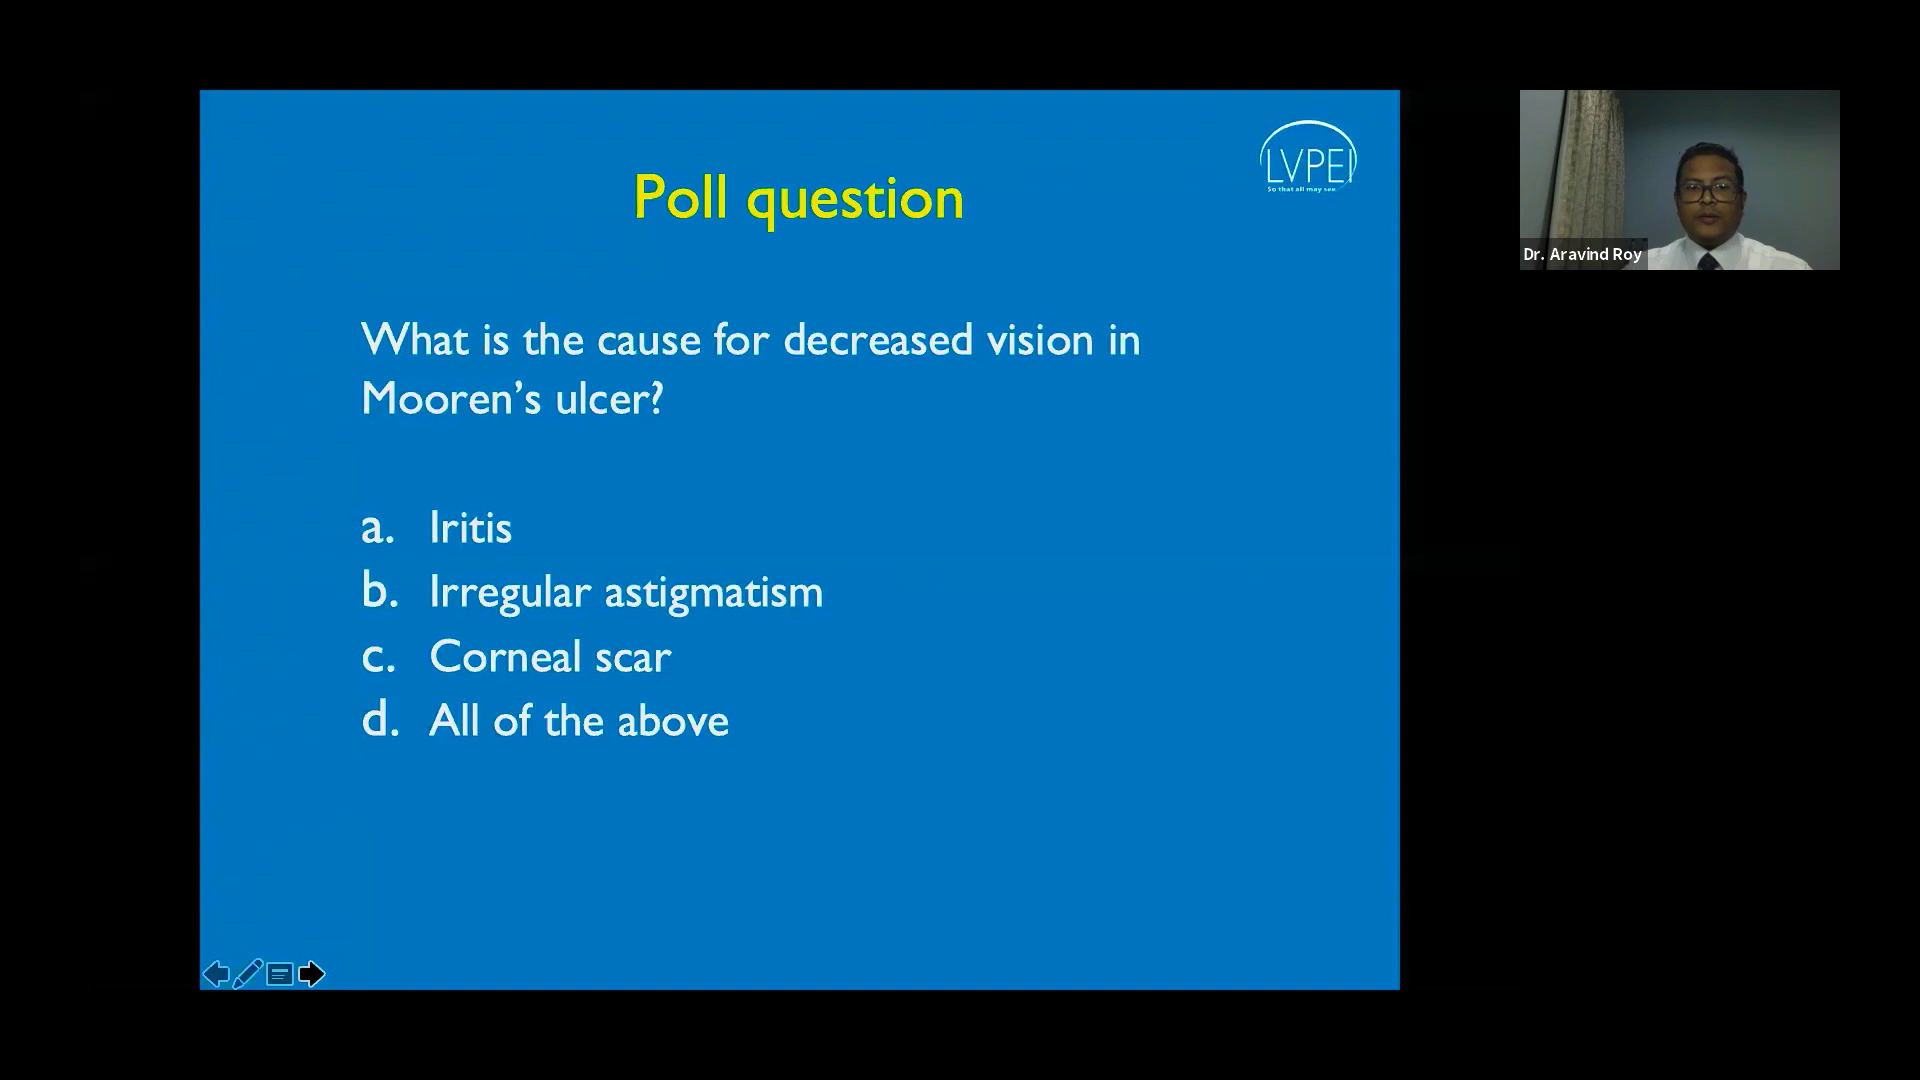 LVPEI
So that all may see
Poll question
What is the cause for decreased vision in
Mooren’s ulcer?
a. Iritis
b. Irregular astigmatism
c. Corneal scar
d. All of the above
Dr. Aravind Roy